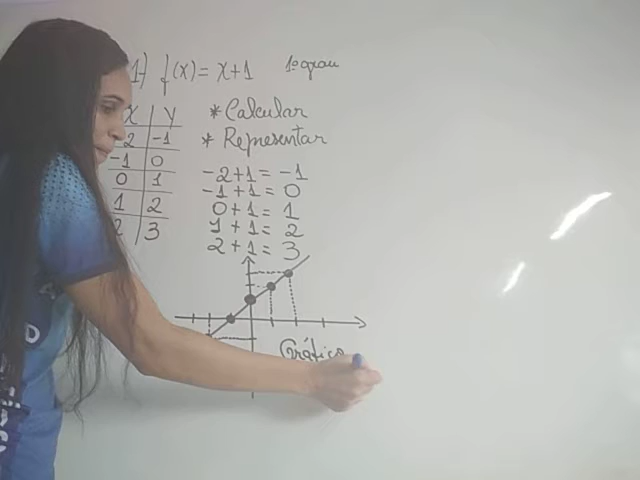 1) f(x) = x+1 1º grau
X Y
-2 -1
-1 0
0 1
1 2
2 3
* Calcular
* Representar
-2+1 = -1
-1+1 = 0
0+1 = 1
1+1 = 2
2+1 = 3
Gráfico